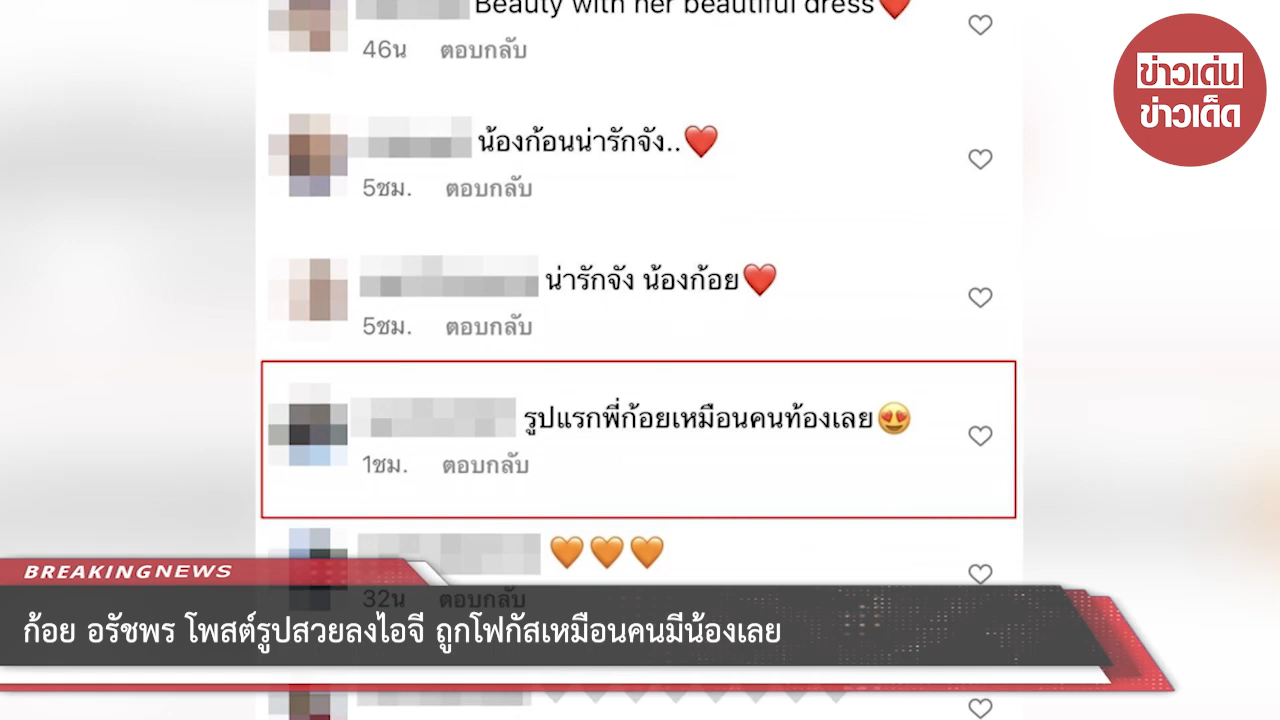 Beauty with her beautiful dress❤️
46น ตอบกลับ
ข่าวเด่น
ข่าวเด็ด
น้องก้อนน่ารักจัง..❤️
5ชม. ตอบกลับ
น่ารักจัง น้องก้อย❤️
5ชม. ตอบกลับ
รูปแรกพี่ก้อยเหมือนคนท้องเลย😍
1ชม. ตอบกลับ
🧡🧡🧡
32น ตอบกลับ
BREAKINGNEWS
ก้อย อรัชพร โพสต์รูปสวยลงไอจี ถูกโฟกัสเหมือนคนมีน้องเลย